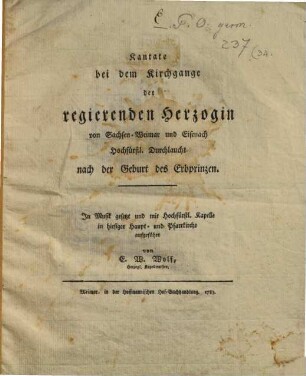 237
Kantate
bei dem Kirchgange
der
regierenden Herzogin
von Sachsen-Weimar und Eisenach
Hochfürstl. Durchlaucht
nach der Geburt des Erbprinzen.
In Musik gesetzt und mit Hochfürstl. Kapelle
in hiesiger Haupt- und Pfarrkirche
aufgeführt
von
E. W. Wolf,
Weimar, in der Hoffmannischen Hof-Buchhandlung 1783.